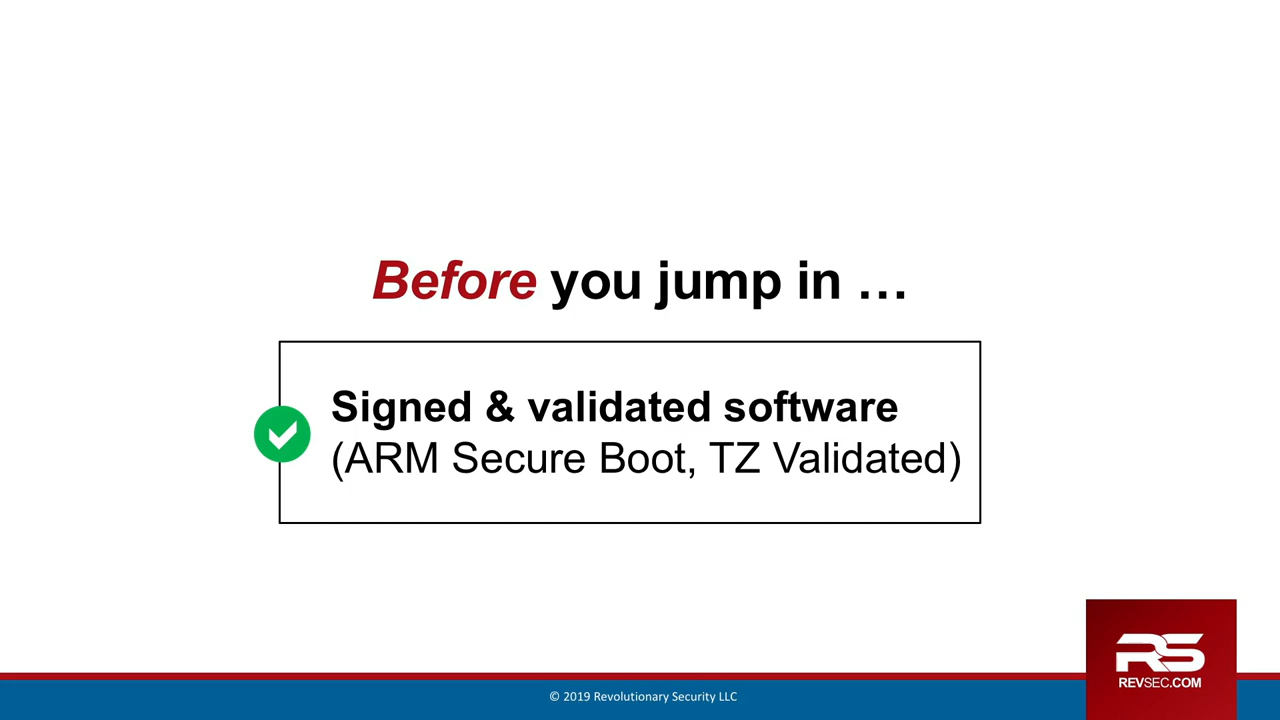 Before you jump in …
Signed & validated software
(ARM Secure Boot, TZ Validated)
RS
REVSEC.COM
© 2019 Revolutionary Security LLC